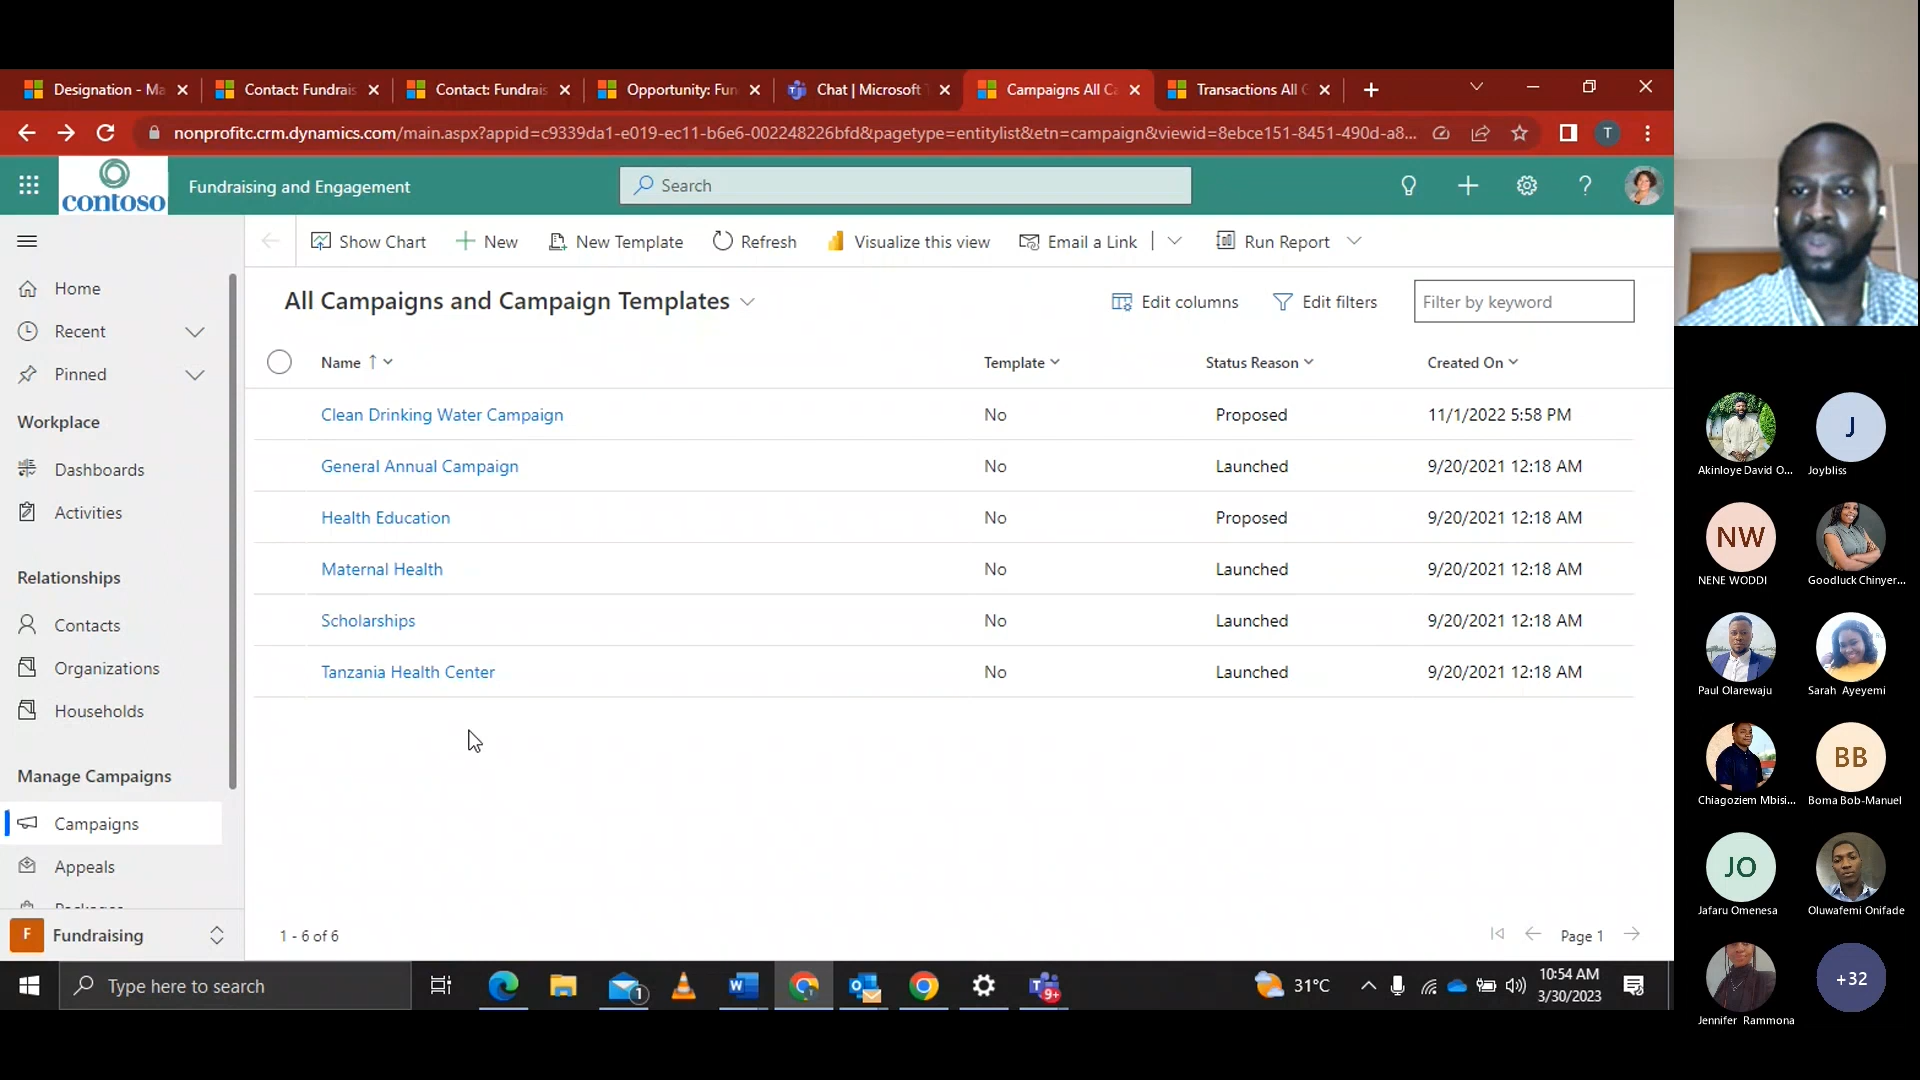 Designation - Ma
Contact: Fundrais
Contact: Fundrais
Opportunity: Fun
Chat | Microsoft T
Campaigns All Ca
Transactions All G
nonprofitc.crm.dynamics.com/main.aspx?appid=c9339da1-e019-ec11-b6e6-002248226bfd&pagetype=entitylist&etn=campaign&viewid=8ebce151-8451-490d-a8...
T
contoso
Fundraising and Engagement
Search
Show Chart
New
New Template
Refresh
Visualize this view
Email a Link
Run Report
Home
Recent
Pinned
Workplace
Dashboards
Activities
Relationships
Contacts
Organizations
Households
Manage Campaigns
Campaigns
Appeals
F Fundraising
All Campaigns and Campaign Templates
Edit columns
Edit filters
Filter by keyword
Name Template Status Reason Created On
Clean Drinking Water Campaign No Proposed 11/1/2022 5:58 PM
General Annual Campaign No Launched 9/20/2021 12:18 AM
Health Education No Proposed 9/20/2021 12:18 AM
Maternal Health No Launched 9/20/2021 12:18 AM
Scholarships No Launched 9/20/2021 12:18 AM
Tanzania Health Center No Launched 9/20/2021 12:18 AM
1 - 6 of 6
Page 1
Type here to search
1
9+
31°C
10:54 AM
3/30/2023
Akinloye David O...
J
Joybliss
NW
NENE WODDI
Goodluck Chinyer...
Paul Olarewaju
Sarah Ayeyemi
Chiagoziem Mbisi...
BB
Boma Bob-Manuel
JO
Jafaru Omenesa
Oluwafemi Onifade
Jennifer Rammona
+32